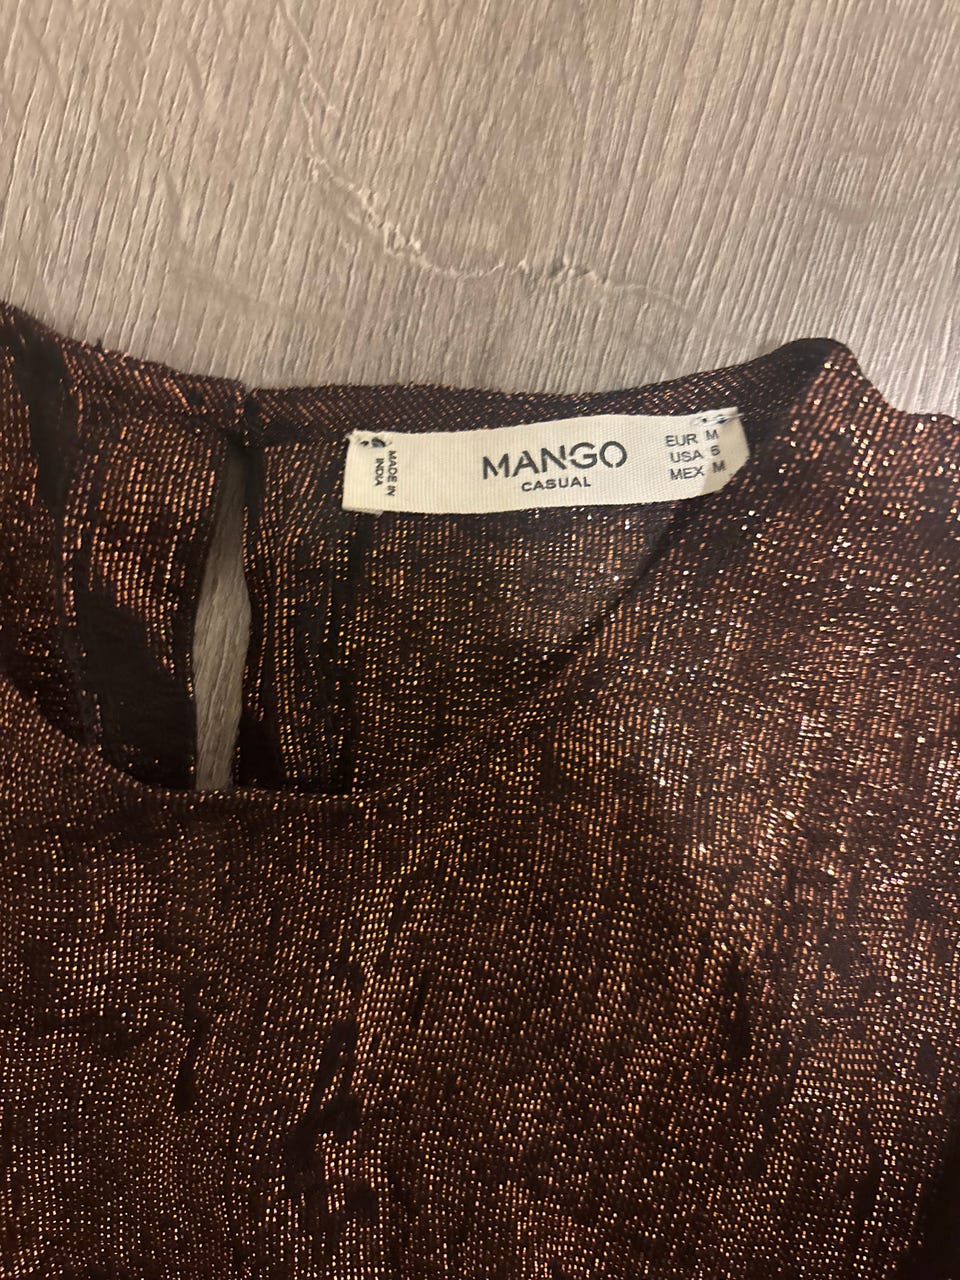 MADE IN
INDIA
MANGO
CASUAL
EUR M
USA 6
MEX M